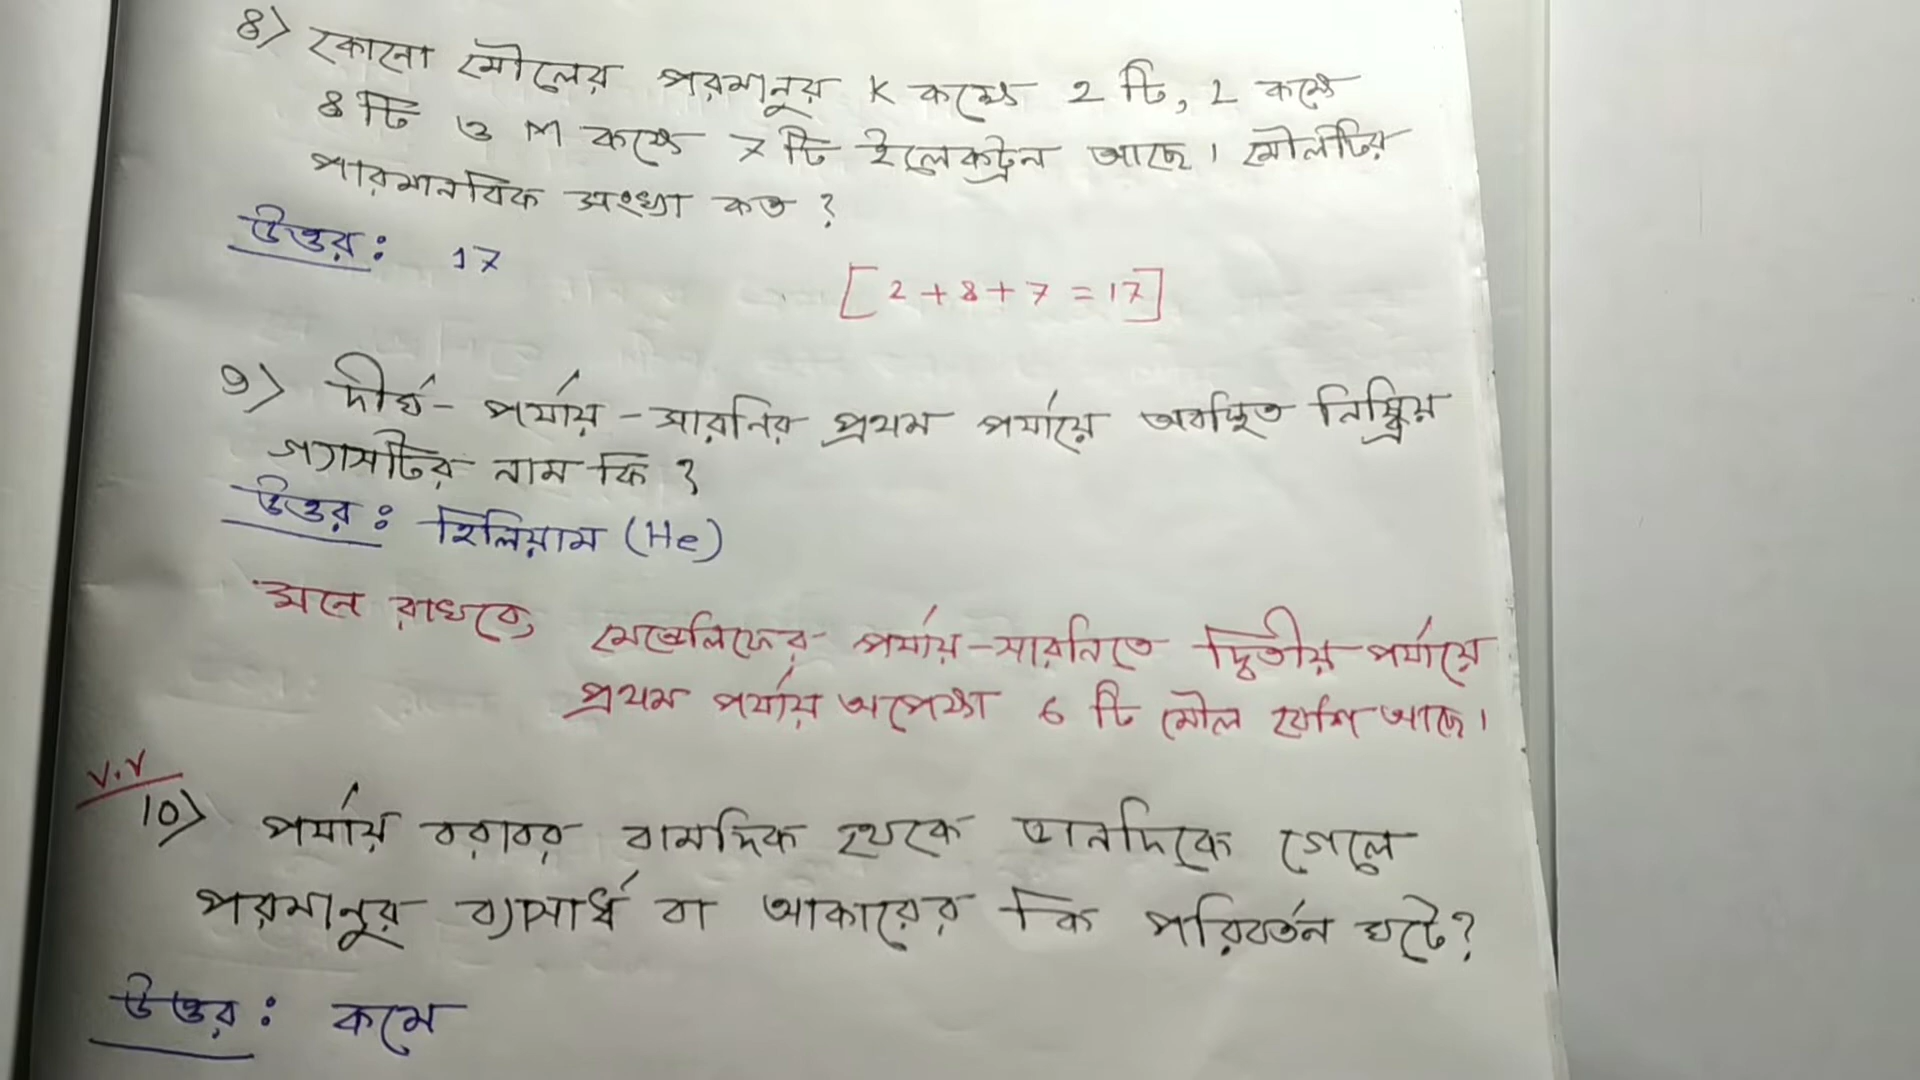 8) কোনো মৌলের পরমানুর K কক্ষে 2 টি, L কক্ষে
8 টি ও M কক্ষে 7 টি ইলেকট্রন আছে। মৌলটির
পারমানবিক সংখ্যা কত ?
উত্তর : 17
[2+8+7 = 17]
9) দীর্ঘ - পর্যায় - সারনির প্রথম পর্যায়ে অবস্থিত নিষ্ক্রিয়
গ্যাসটির নাম কি ?
উত্তর : হিলিয়াম (He)
মনে রাখবে, মেন্ডেলিফের পর্যায়-সারনিতে দ্বিতীয় পর্যায়ে
প্রথম পর্যায় অপেক্ষা 6 টি মৌল বেশি আছে।
V.V
10) পর্যায় বরাবর বামদিক থেকে ডানদিকে গেলে
পরমানুর ব্যাসার্ধ বা আকারের কি পরিবর্তন ঘটে?
উত্তর : কমে